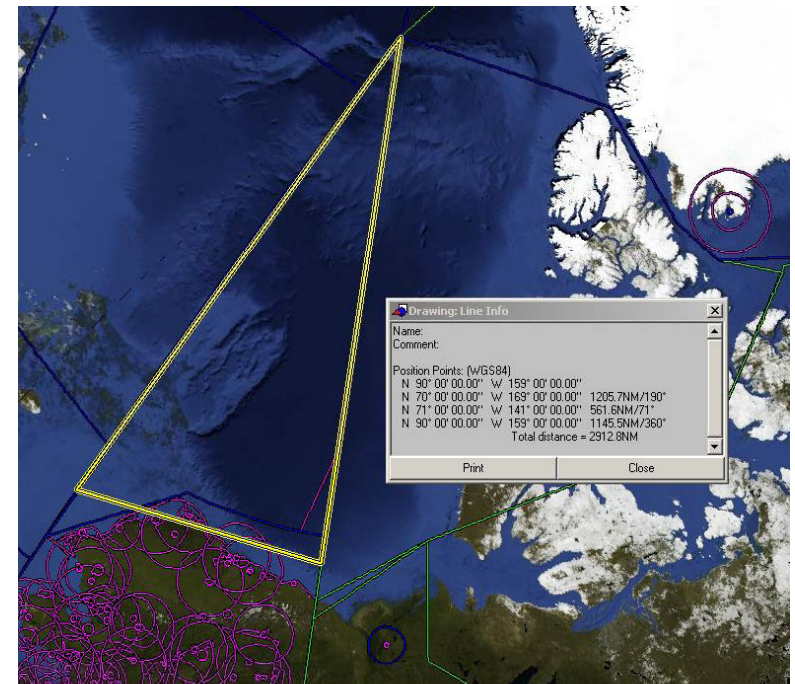 Drawing: Line Info
Name:
Comment:
Position Points: (WGS84)
N 90° 00' 00.00'' W 159° 00' 00.00''
N 70° 00' 00.00'' W 169° 00' 00.00'' 1205.7NM/190°
N 71° 00' 00.00'' W 141° 00' 00.00'' 561.6NM/71°
N 90° 00' 00.00'' W 159° 00' 00.00'' 1145.5NM/360°
Total distance = 2912.8NM
Print Close